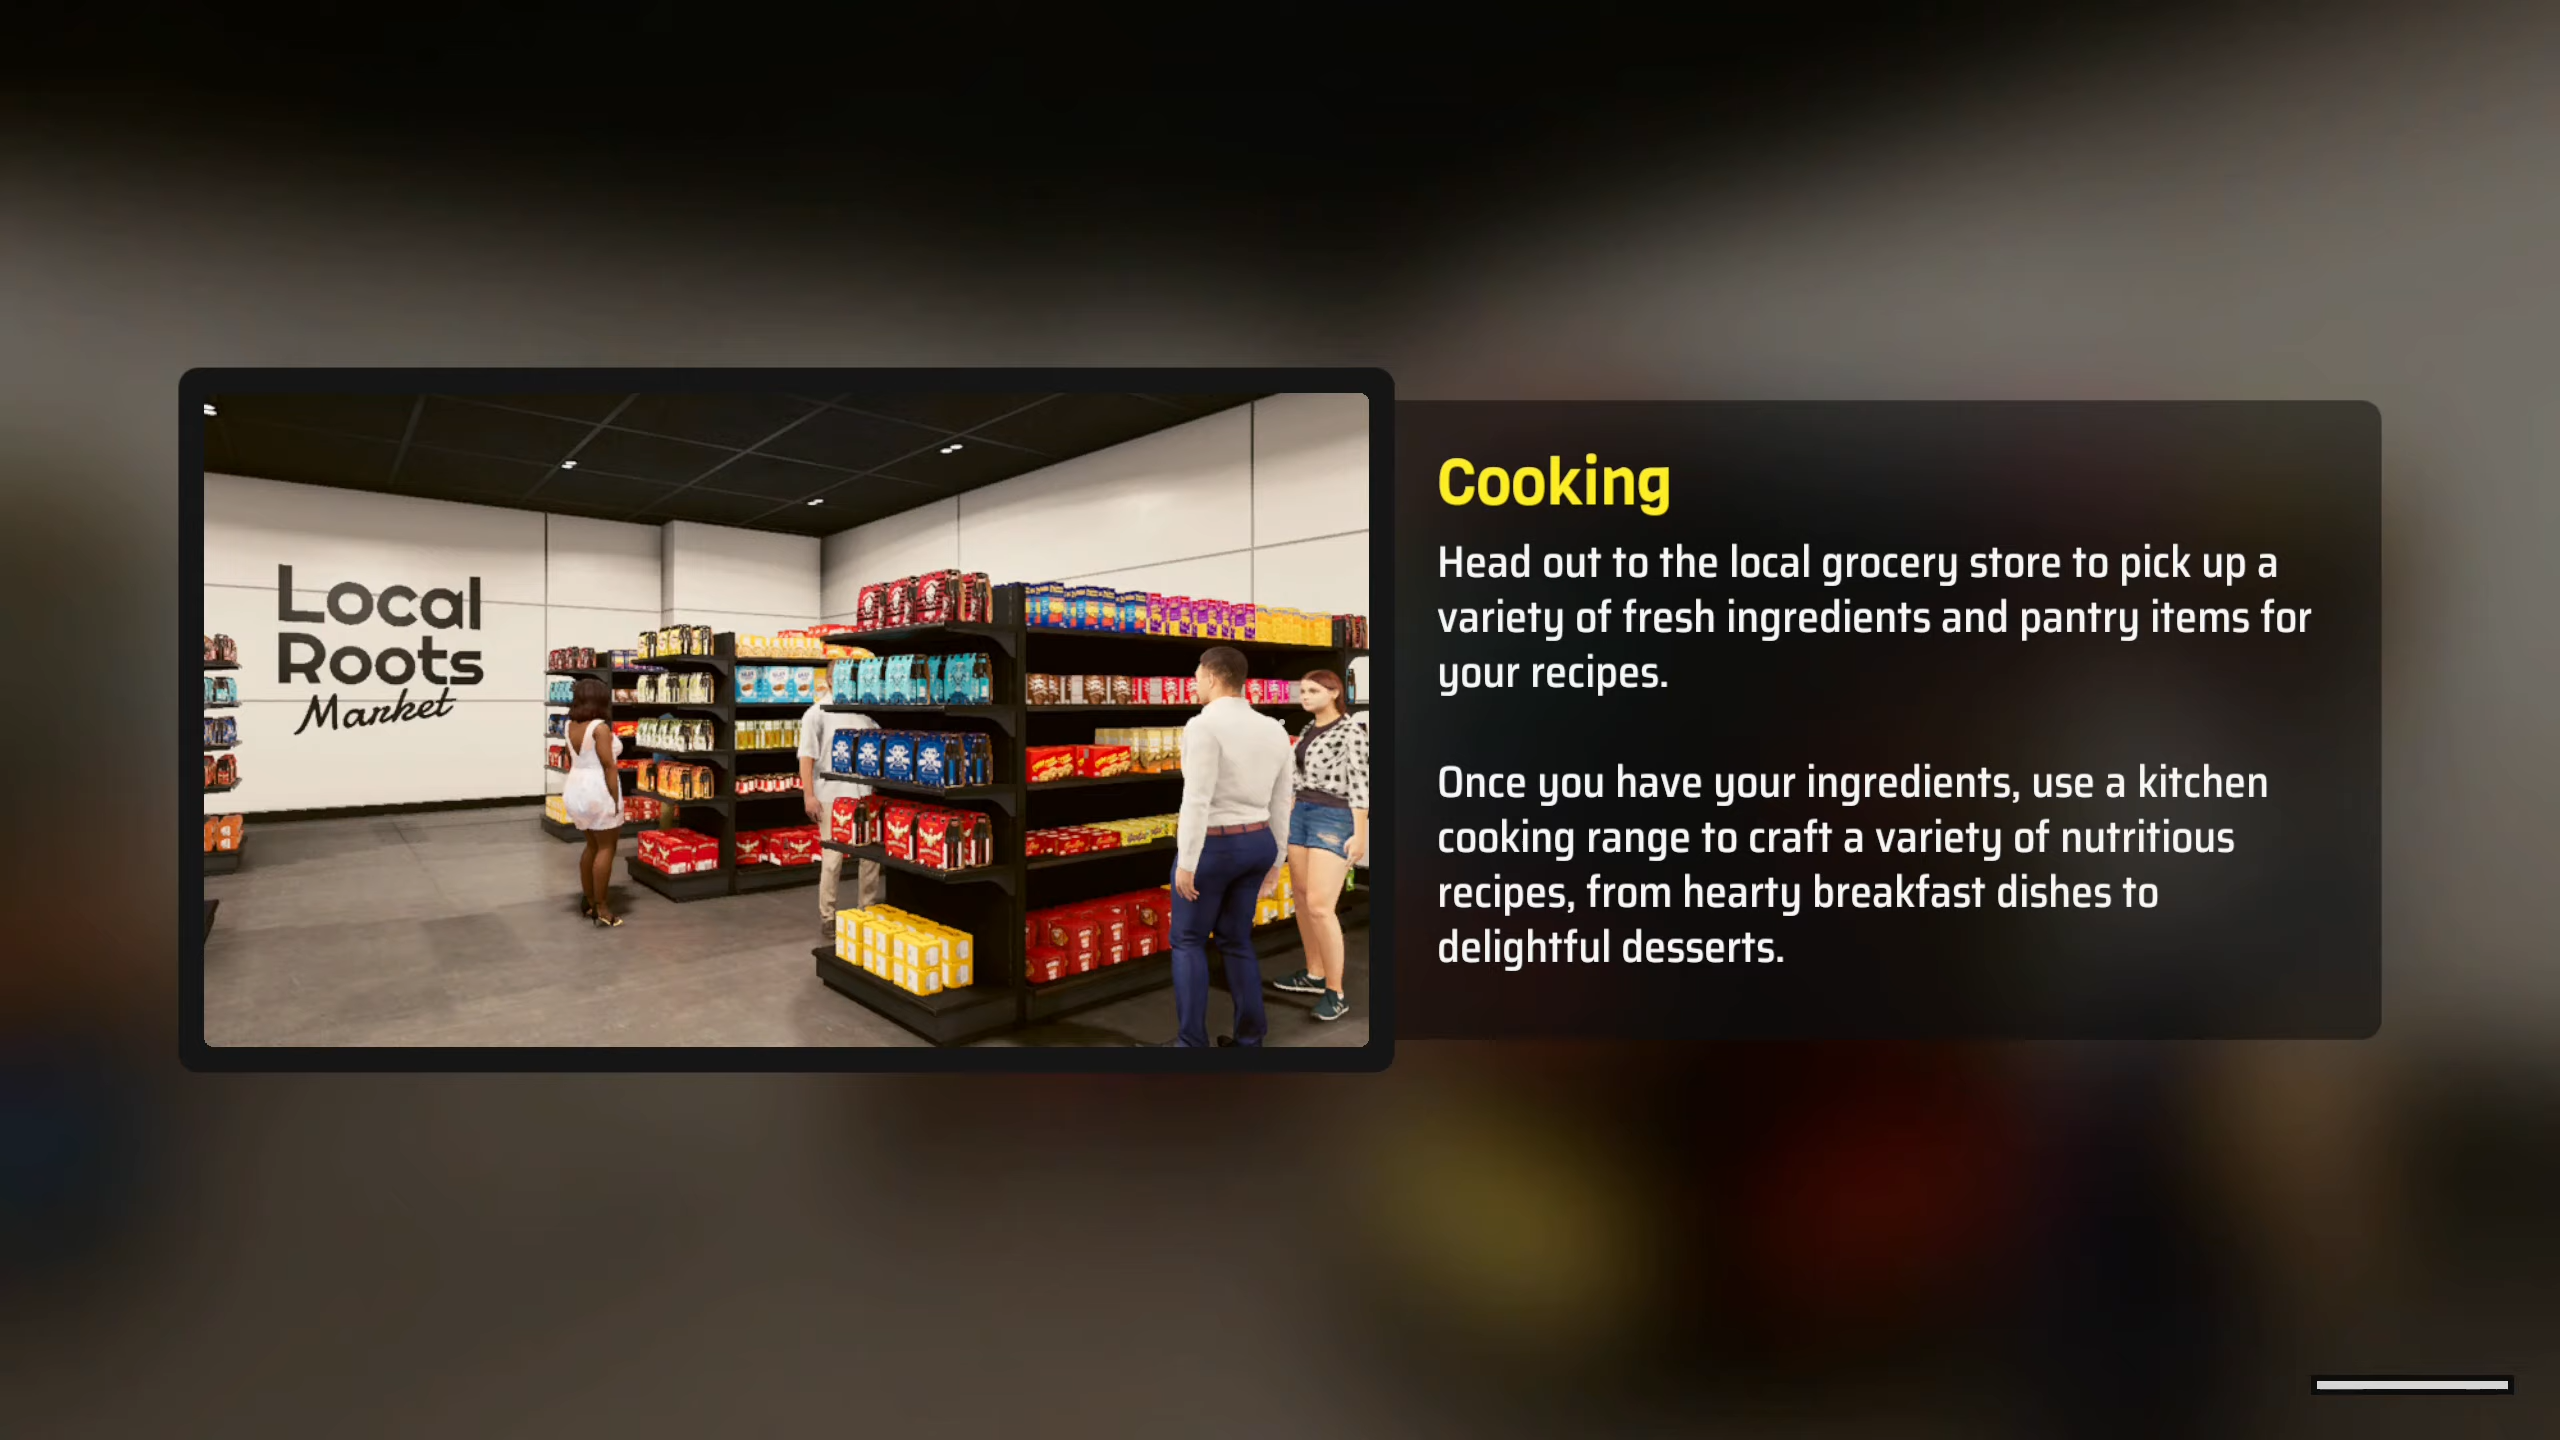 Local
Roots
Market
Cooking
Head out to the local grocery store to pick up a
variety of fresh ingredients and pantry items for
your recipes.
Once you have your ingredients, use a kitchen
cooking range to craft a variety of nutritious
recipes, from hearty breakfast dishes to
delightful desserts.